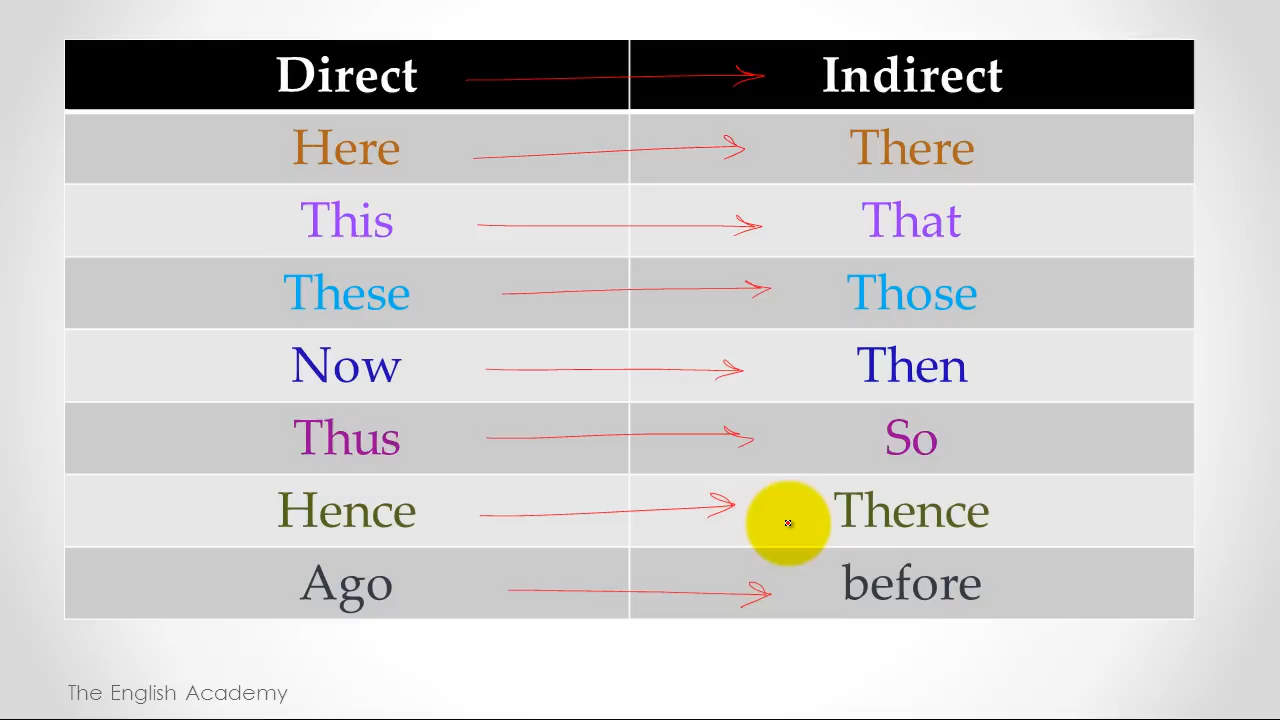 Direct Indirect
Here There
This That
These Those
Now Then
Thus So
Hence Thence
Ago before
The English Academy